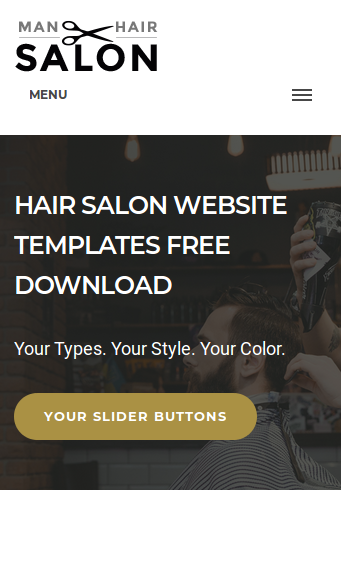 MAN HAIR
SALON
MENU
HAIR SALON WEBSITE
TEMPLATES FREE
DOWNLOAD
Your Types. Your Style. Your Color.
YOUR SLIDER BUTTONS